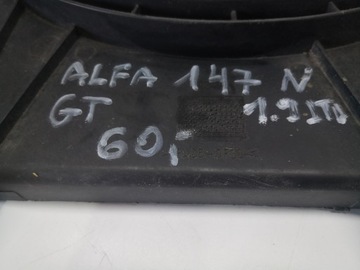 ALFA 147 N
GT 1.9 JTD
60,-